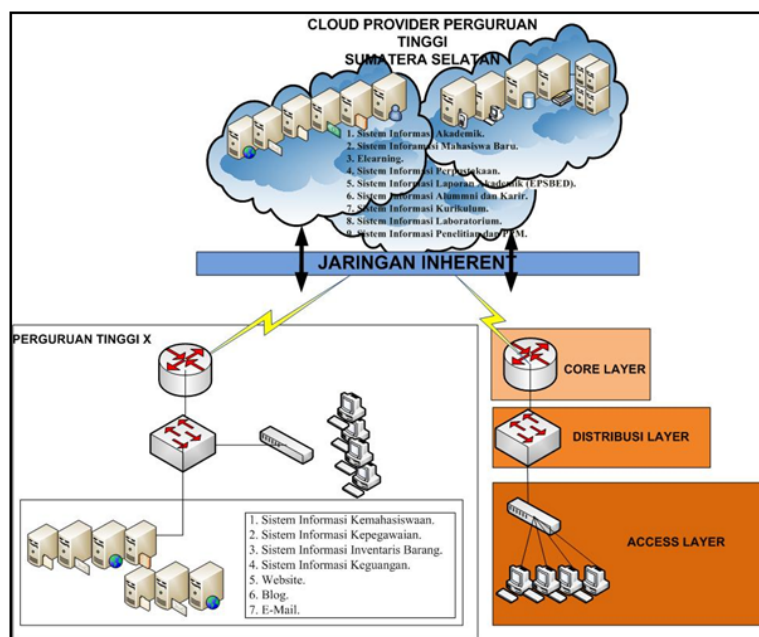 CLOUD PROVIDER PERGURUAN
TINGGI
SUMATERA SELATAN
1. Sistem Informasi Akademik.
2. Sistem Inforamasi Mahasiswa Baru.
3. Elearning.
4. Sistem Informasi Perpustakaan.
5. Sistem Informasi Laporan Akademik (EPSBED).
6. Sistem Informasi Alummni dan Karir.
7. Sistem Informasi Kurikulum.
8. Sistem Informasi Laboratorium.
9. Sistem Informasi Penelitian dan PPM.
JARINGAN INHERENT
PERGURUAN TINGGI X
CORE LAYER
DISTRIBUSI LAYER
ACCESS LAYER
1. Sistem Informasi Kemahasiswaan.
2. Sistem Informasi Kepegawaian.
3. Sistem Informasi Inventaris Barang.
4. Sistem Informasi Keguangan.
5. Website.
6. Blog.
7. E-Mail.